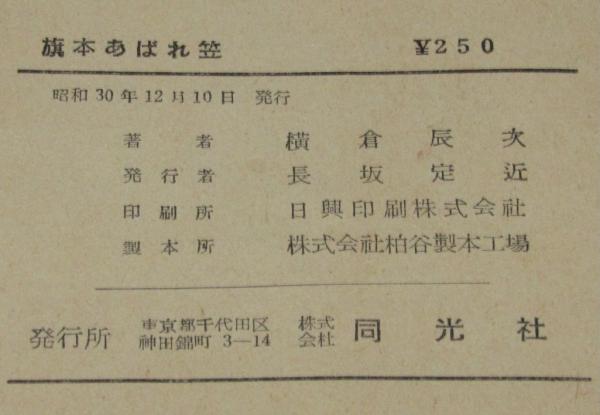 旗本あばれ笠 ¥250
昭和30年12月10日 発行
著者 横倉辰次
発行者 長坂定近
印刷所 日興印刷株式会社
製本所 株式会社柏谷製本工場
発行所 東京都千代田区神田錦町 3―14 株式会社 同光社